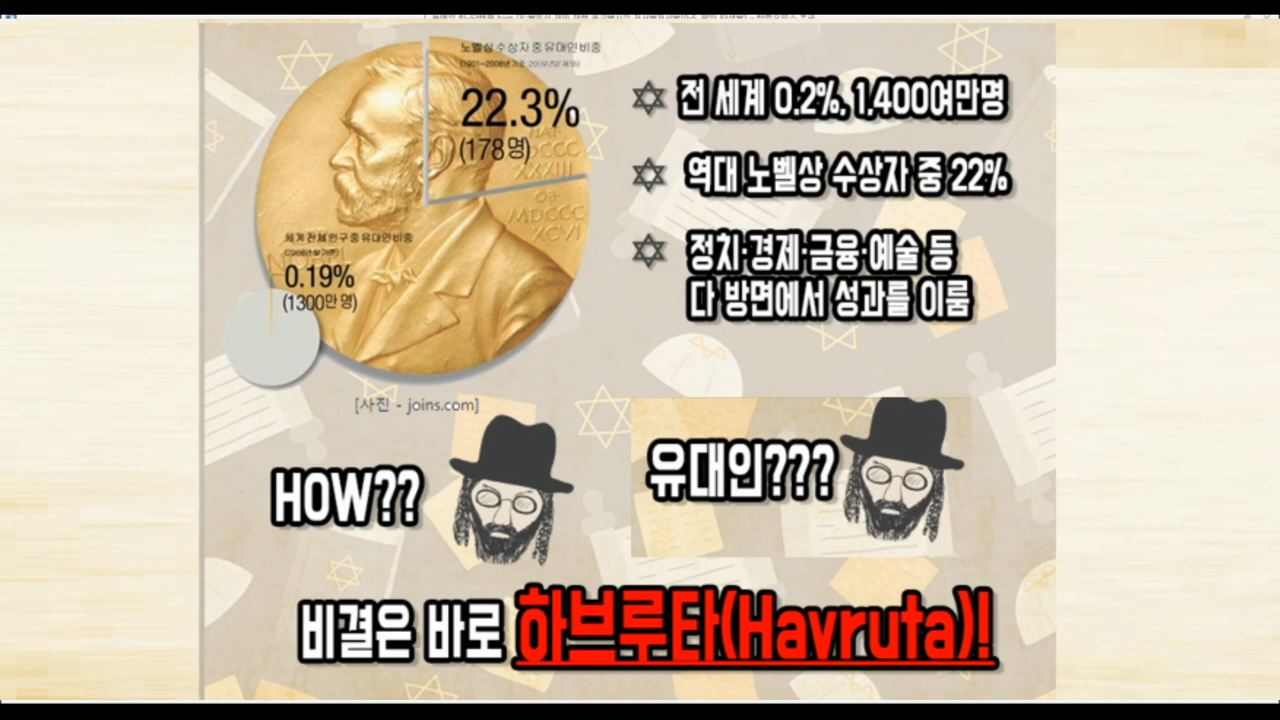 노벨상 수상자 중 유대인 비중
22.3%
(178명)
세계 전체 인구 중 유대인 비중
0.19%
(1300만 명)
[사진 - joins.com]
전 세계 0.2%, 1,400여만명
역대 노벨상 수상자 중 22%
정치·경제·금융·예술 등
다 방면에서 성과를 이룸
HOW??
유대인???
비결은 바로 하브루타(Havruta)!